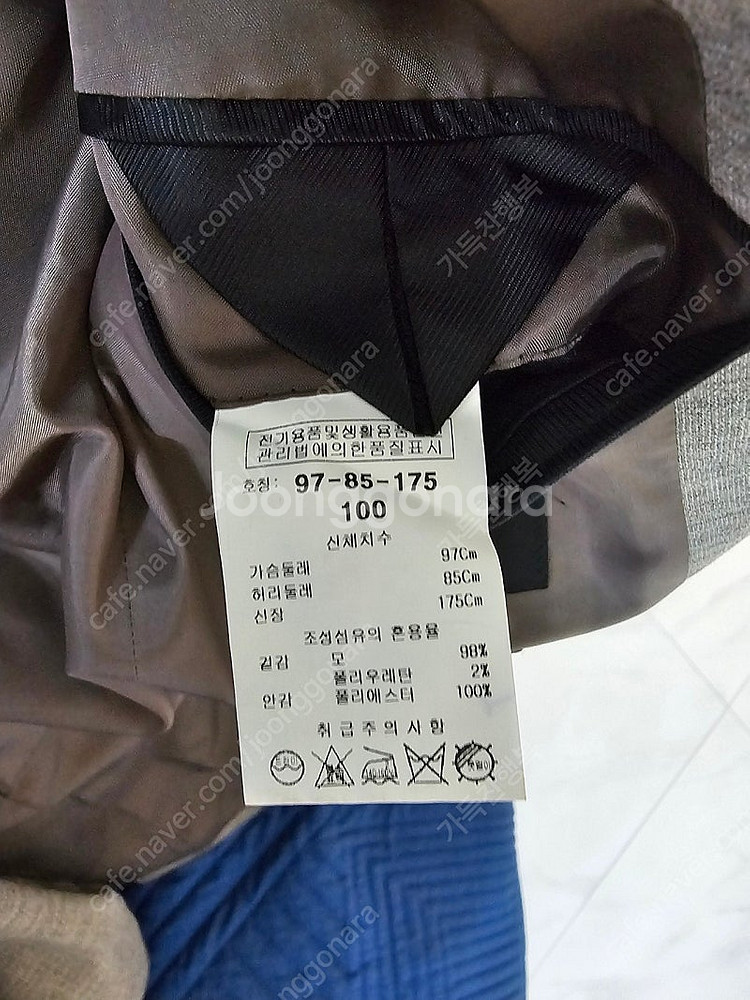 전기용품및생활용품
관리법에의한품질표시
호칭: 97-85-175
100
신체치수
가슴둘레 97Cm
허리둘레 85Cm
신장 175Cm
조성섬유의 혼용율
겉감 모 98%
폴리우레탄 2%
안감 폴리에스터 100%
취급주의사항
드라이
Joonggonara
cafe.naver.com/joonggonara
가득찬행복